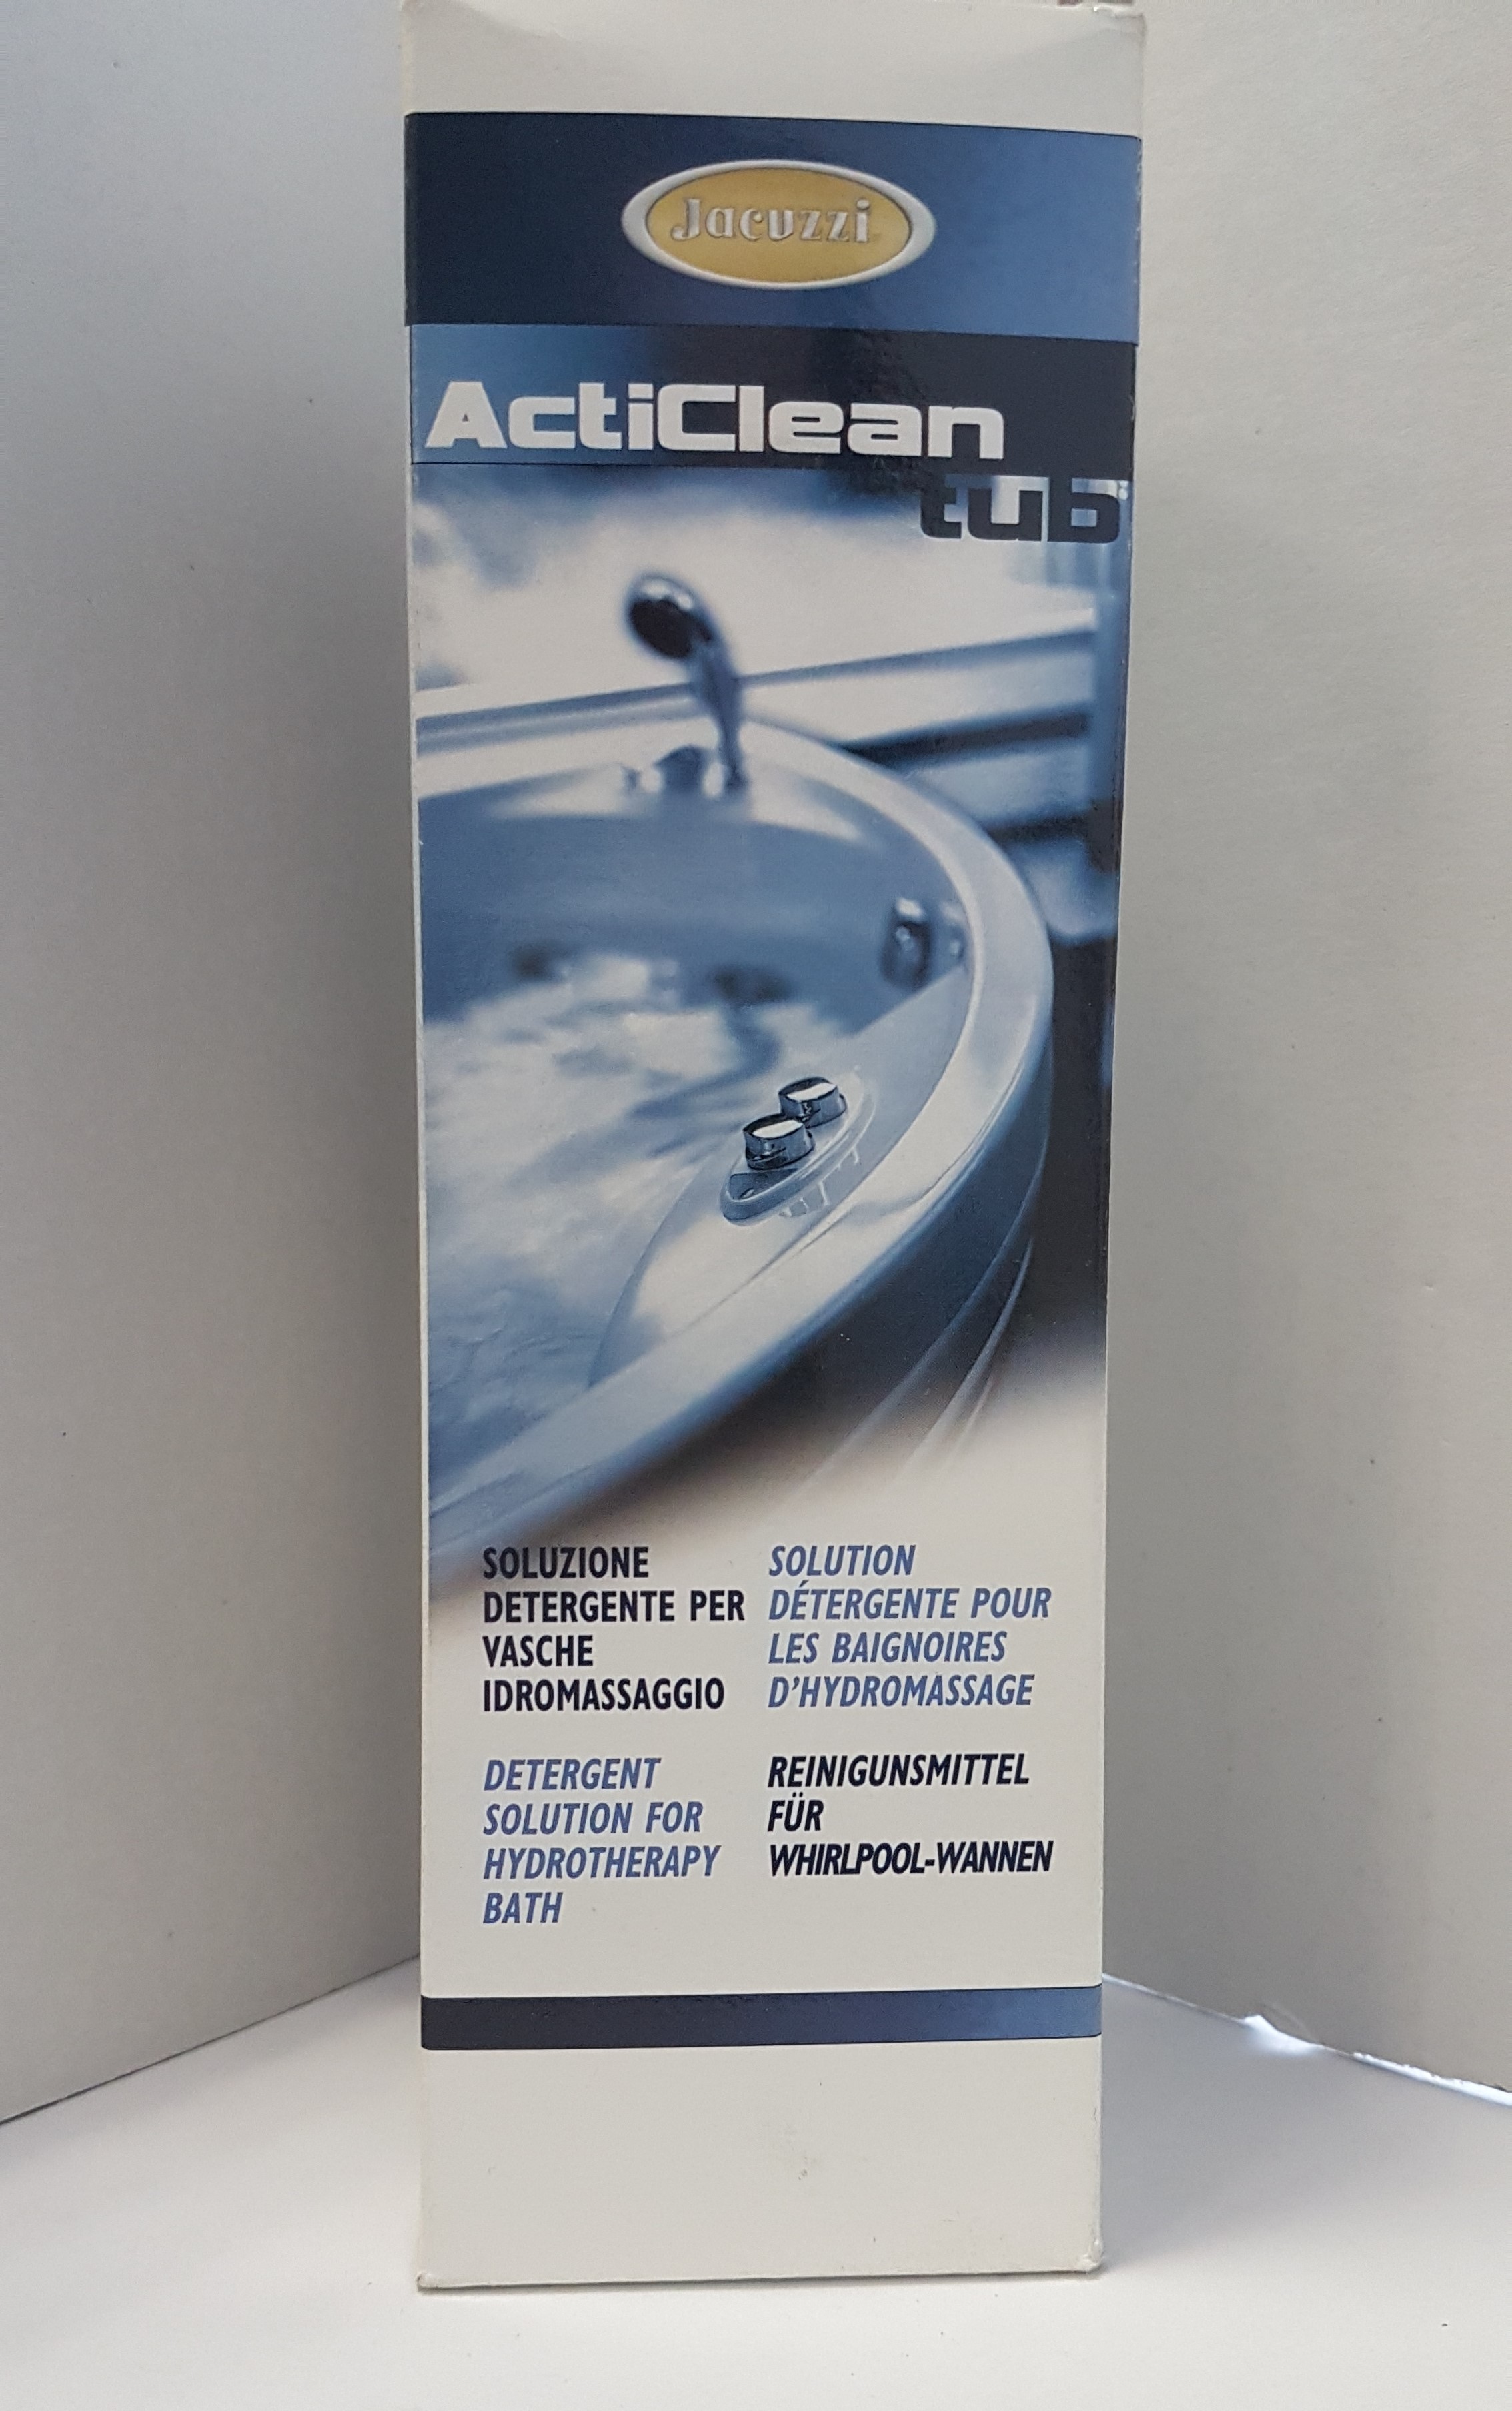 Jacuzzi
ActiClean
tub
SOLUZIONE
DETERGENTE PER
VASCHE
IDROMASSAGGIO
SOLUTION
DÉTERGENTE POUR
LES BAIGNOIRES
D'HYDROMASSAGE
DETERGENT
SOLUTION FOR
HYDROTHERAPY
BATH
REINIGUNSMITTEL
FÜR
WHIRLPOOL-WANNEN